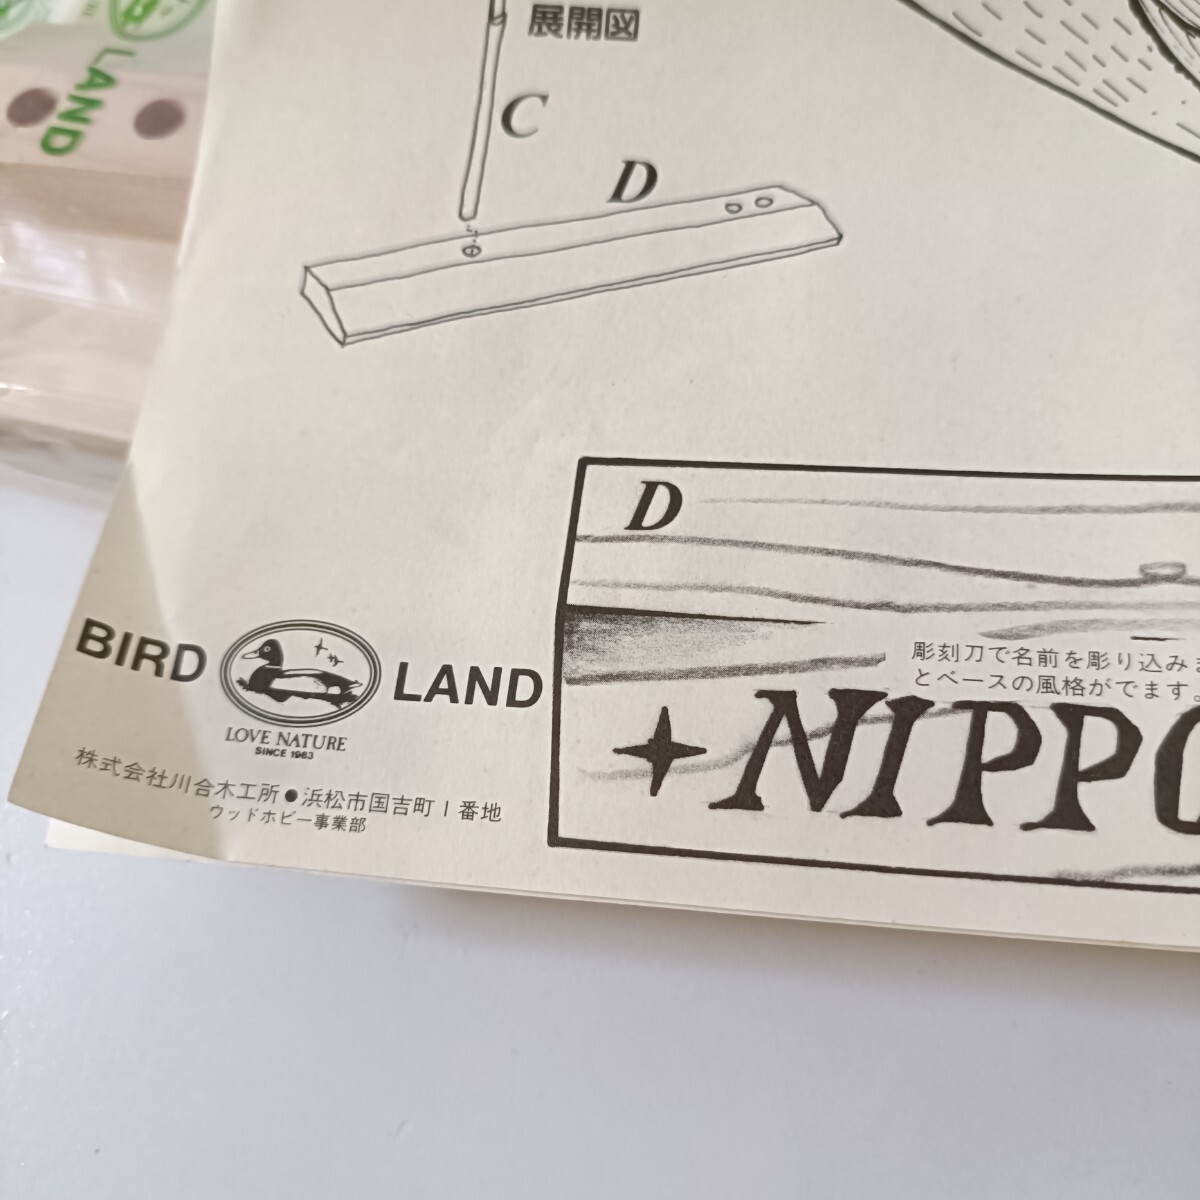 LAND
展開図
C
D
D
彫刻刀で名前を彫り込みま
とベースの風格がでます。
NIPPO
BIRD LAND
LOVE NATURE
SINCE 1983
株式会社川合木工所●浜松市国吉町1番地
ウッドホビー事業部